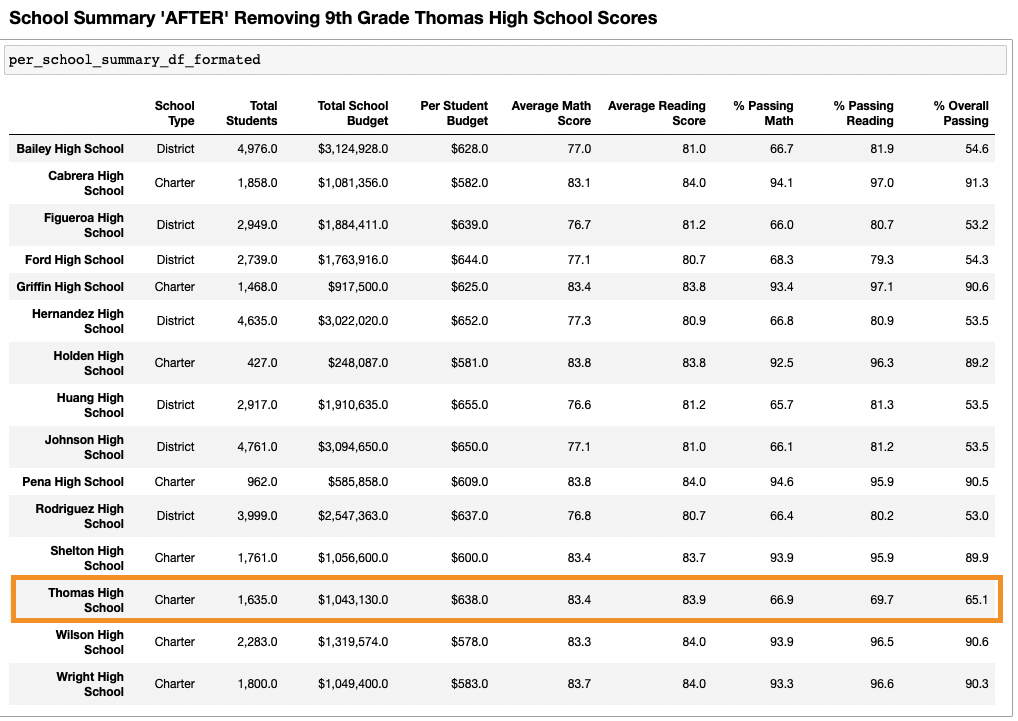 School Summary 'AFTER' Removing 9th Grade Thomas High School Scores
per_school_summary_df_formated
School Type Total Students Total School Budget Per Student Budget Average Math Score Average Reading Score % Passing Math % Passing Reading % Overall Passing
Bailey High School District 4,976.0 $3,124,928.0 $628.0 77.0 81.0 66.7 81.9 54.6
Cabrera High School Charter 1,858.0 $1,081,356.0 $582.0 83.1 84.0 94.1 97.0 91.3
Figueroa High School District 2,949.0 $1,884,411.0 $639.0 76.7 81.2 66.0 80.7 53.2
Ford High School District 2,739.0 $1,763,916.0 $644.0 77.1 80.7 68.3 79.3 54.3
Griffin High School Charter 1,468.0 $917,500.0 $625.0 83.4 83.8 93.4 97.1 90.6
Hernandez High School District 4,635.0 $3,022,020.0 $652.0 77.3 80.9 66.8 80.9 53.5
Holden High School Charter 427.0 $248,087.0 $581.0 83.8 83.8 92.5 96.3 89.2
Huang High School District 2,917.0 $1,910,635.0 $655.0 76.6 81.2 65.7 81.3 53.5
Johnson High School District 4,761.0 $3,094,650.0 $650.0 77.1 81.0 66.1 81.2 53.5
Pena High School Charter 962.0 $585,858.0 $609.0 83.8 84.0 94.6 95.9 90.5
Rodriguez High School District 3,999.0 $2,547,363.0 $637.0 76.8 80.7 66.4 80.2 53.0
Shelton High School Charter 1,761.0 $1,056,600.0 $600.0 83.4 83.7 93.9 95.9 89.9
Thomas High School Charter 1,635.0 $1,043,130.0 $638.0 83.4 83.9 66.9 69.7 65.1
Wilson High School Charter 2,283.0 $1,319,574.0 $578.0 83.3 84.0 93.9 96.5 90.6
Wright High School Charter 1,800.0 $1,049,400.0 $583.0 83.7 84.0 93.3 96.6 90.3